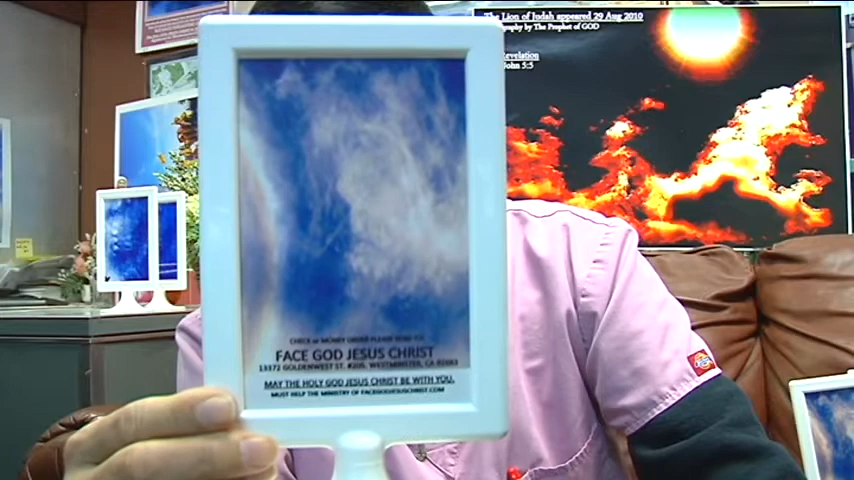 The Lion of Judah appeared 29 Aug 2010
ography by The Prophet of GOD
Revelation
John 5:5
CHECK or MONEY ORDER PLEASE SEND TO:
FACE GOD JESUS CHRIST
13372 GOLDENWEST ST. #205, WESTMINSTER, CA 92683
MAY THE HOLY GOD JESUS CHRIST BE WITH YOU.
MUST HELP THE MINISTRY OF FACEGODJESUSCHRIST.COM